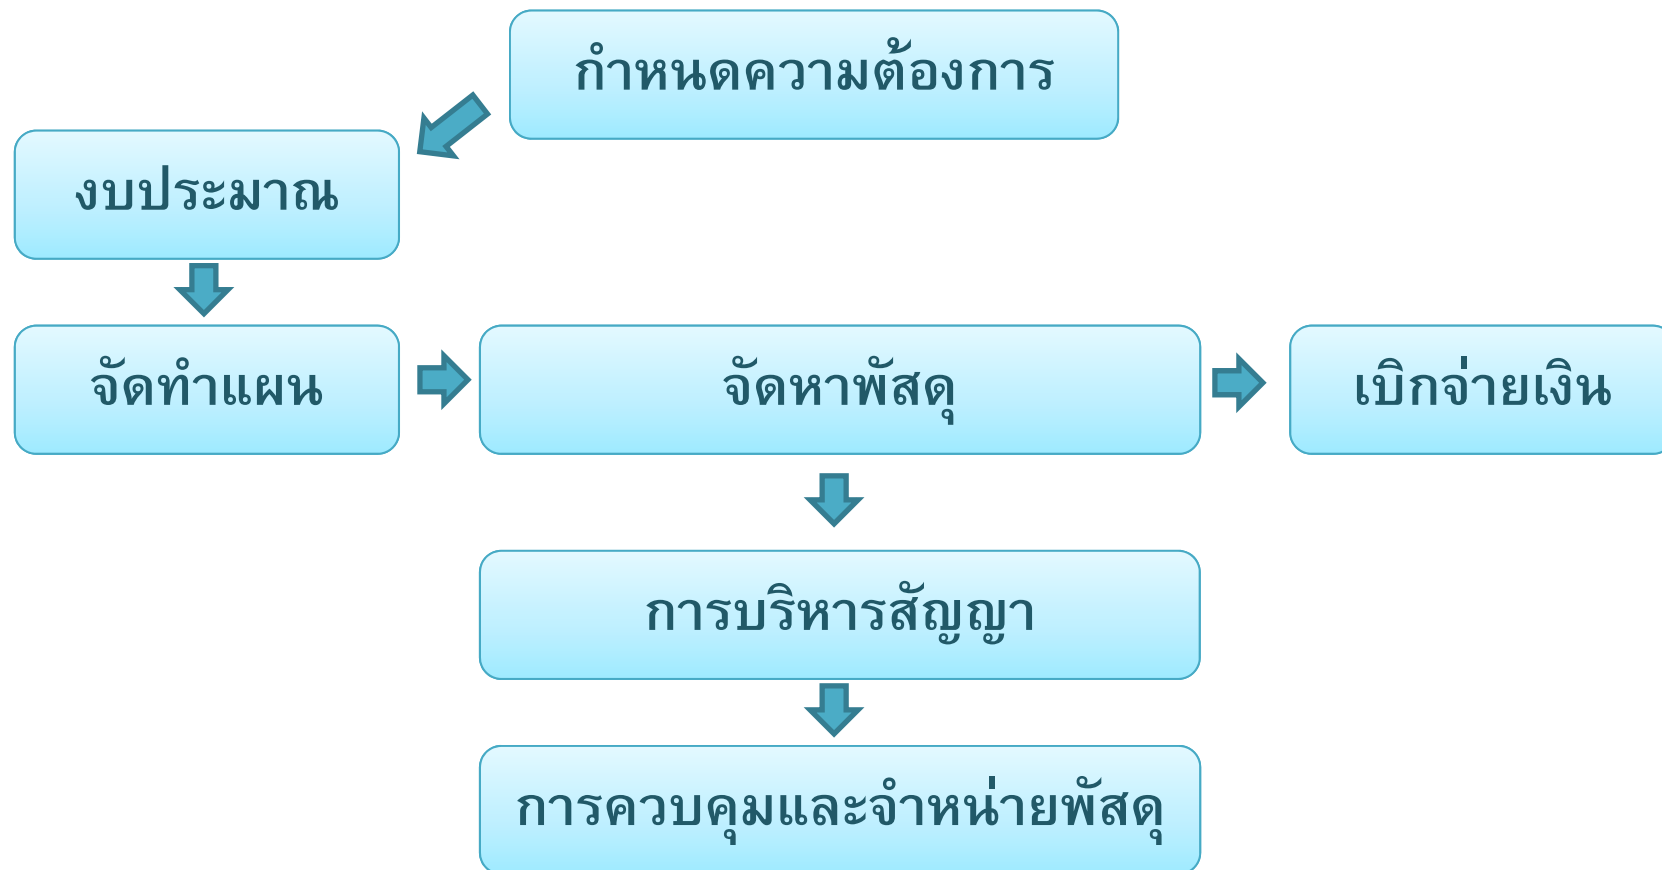 กำหนดความต้องการ
งบประมาณ
จัดทำแผน
จัดหาพัสดุ
เบิกจ่ายเงิน
การบริหารสัญญา
การควบคุมและจำหน่ายพัสดุ